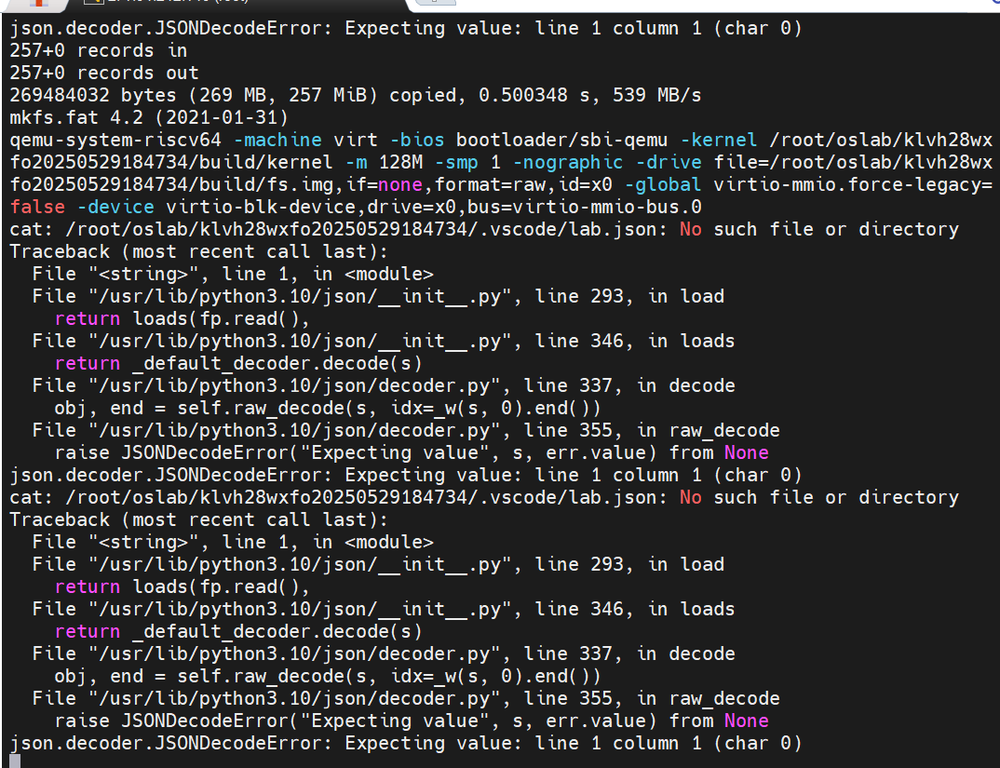 json.decoder.JSONDecodeError: Expecting value: line 1 column 1 (char 0)
257+0 records in
257+0 records out
269484032 bytes (269 MB, 257 MiB) copied, 0.500348 s, 539 MB/s
mkfs.fat 4.2 (2021-01-31)
qemu-system-riscv64 -machine virt -bios bootloader/sbi-qemu -kernel /root/oslab/klvh28wx
fo20250529184734/build/kernel -m 128M -smp 1 -nographic -drive file=/root/oslab/klvh28wx
fo20250529184734/build/fs.img,if=none,format=raw,id=x0 -global virtio-mmio.force-legacy=
false -device virtio-blk-device,drive=x0,bus=virtio-mmio-bus.0
cat: /root/oslab/klvh28wxfo20250529184734/.vscode/lab.json: No such file or directory
Traceback (most recent call last):
  File "<string>", line 1, in <module>
  File "/usr/lib/python3.10/json/__init__.py", line 293, in load
    return loads(fp.read(),
  File "/usr/lib/python3.10/json/__init__.py", line 346, in loads
    return _default_decoder.decode(s)
  File "/usr/lib/python3.10/json/decoder.py", line 337, in decode
    obj, end = self.raw_decode(s, idx=_w(s, 0).end())
  File "/usr/lib/python3.10/json/decoder.py", line 355, in raw_decode
    raise JSONDecodeError("Expecting value", s, err.value) from None
json.decoder.JSONDecodeError: Expecting value: line 1 column 1 (char 0)
cat: /root/oslab/klvh28wxfo20250529184734/.vscode/lab.json: No such file or directory
Traceback (most recent call last):
  File "<string>", line 1, in <module>
  File "/usr/lib/python3.10/json/__init__.py", line 293, in load
    return loads(fp.read(),
  File "/usr/lib/python3.10/json/__init__.py", line 346, in loads
    return _default_decoder.decode(s)
  File "/usr/lib/python3.10/json/decoder.py", line 337, in decode
    obj, end = self.raw_decode(s, idx=_w(s, 0).end())
  File "/usr/lib/python3.10/json/decoder.py", line 355, in raw_decode
    raise JSONDecodeError("Expecting value", s, err.value) from None
json.decoder.JSONDecodeError: Expecting value: line 1 column 1 (char 0)